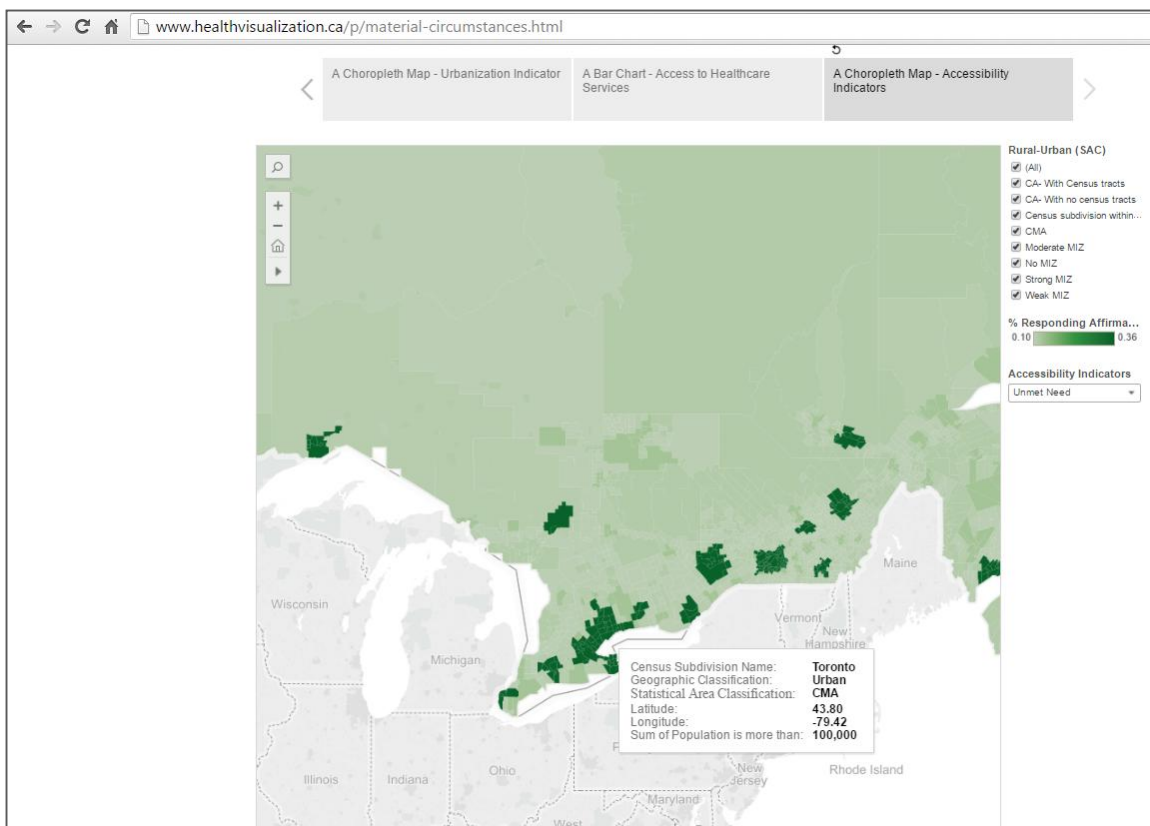 www.healthvisualization.ca/p/material-circumstances.html
A Choropleth Map - Urbanization Indicator
A Bar Chart - Access to Healthcare
Services
A Choropleth Map - Accessibility
Indicators
Rural-Urban (SAC)
(All)
CA- With Census tracts
CA- With no census tracts
Census subdivision within...
CMA
Moderate MIZ
No MIZ
Strong MIZ
Weak MIZ
% Responding Affirma...
0.10 0.36
Accessibility Indicators
Unmet Need
Maine
Wisconsin
Vermont
New
Hampshire
Michigan
Census Subdivision Name: Toronto
Geographic Classification: Urban
Statistical Area Classification: CMA
Latitude: 43.80
Longitude: -79.42
Sum of Population is more than: 100,000
Illinois
Indiana
Ohio
New
Jersey
Rhode Island
Maryland
West